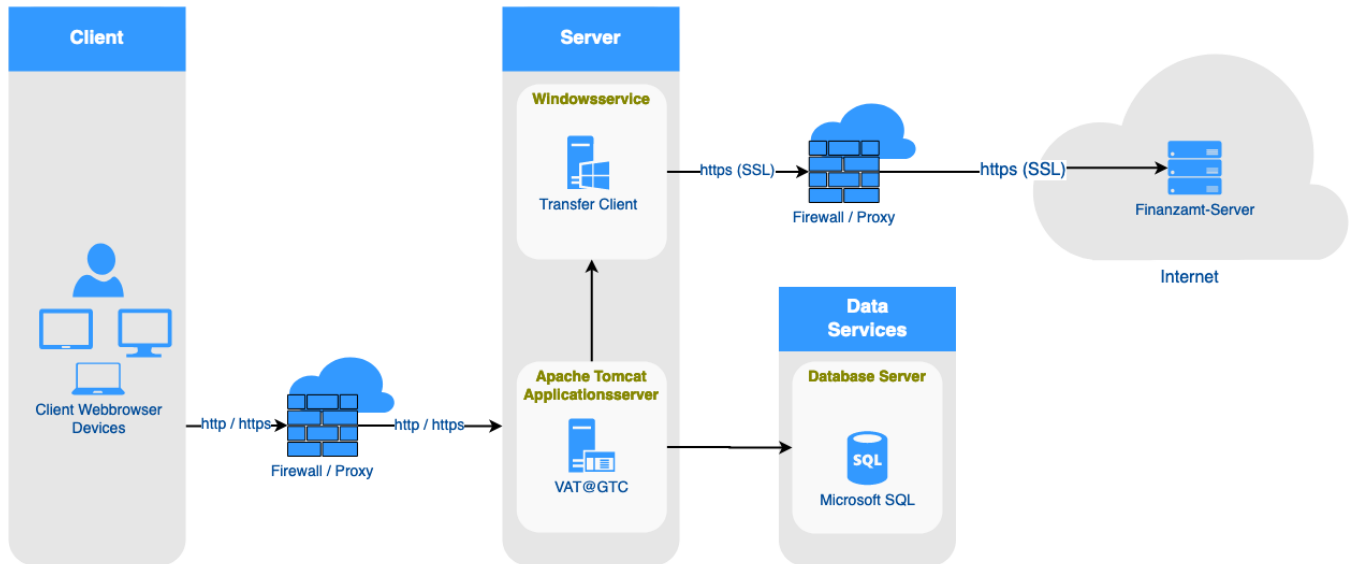 Client
Client Webbrowser
Devices
http / https
Firewall / Proxy
http / https
Server
Windowsservice
Transfer Client
Apache Tomcat
Applicationsserver
VAT@GTC
https (SSL)
Firewall / Proxy
https (SSL)
Finanzamt-Server
Internet
Data
Services
Database Server
SQL
Microsoft SQL